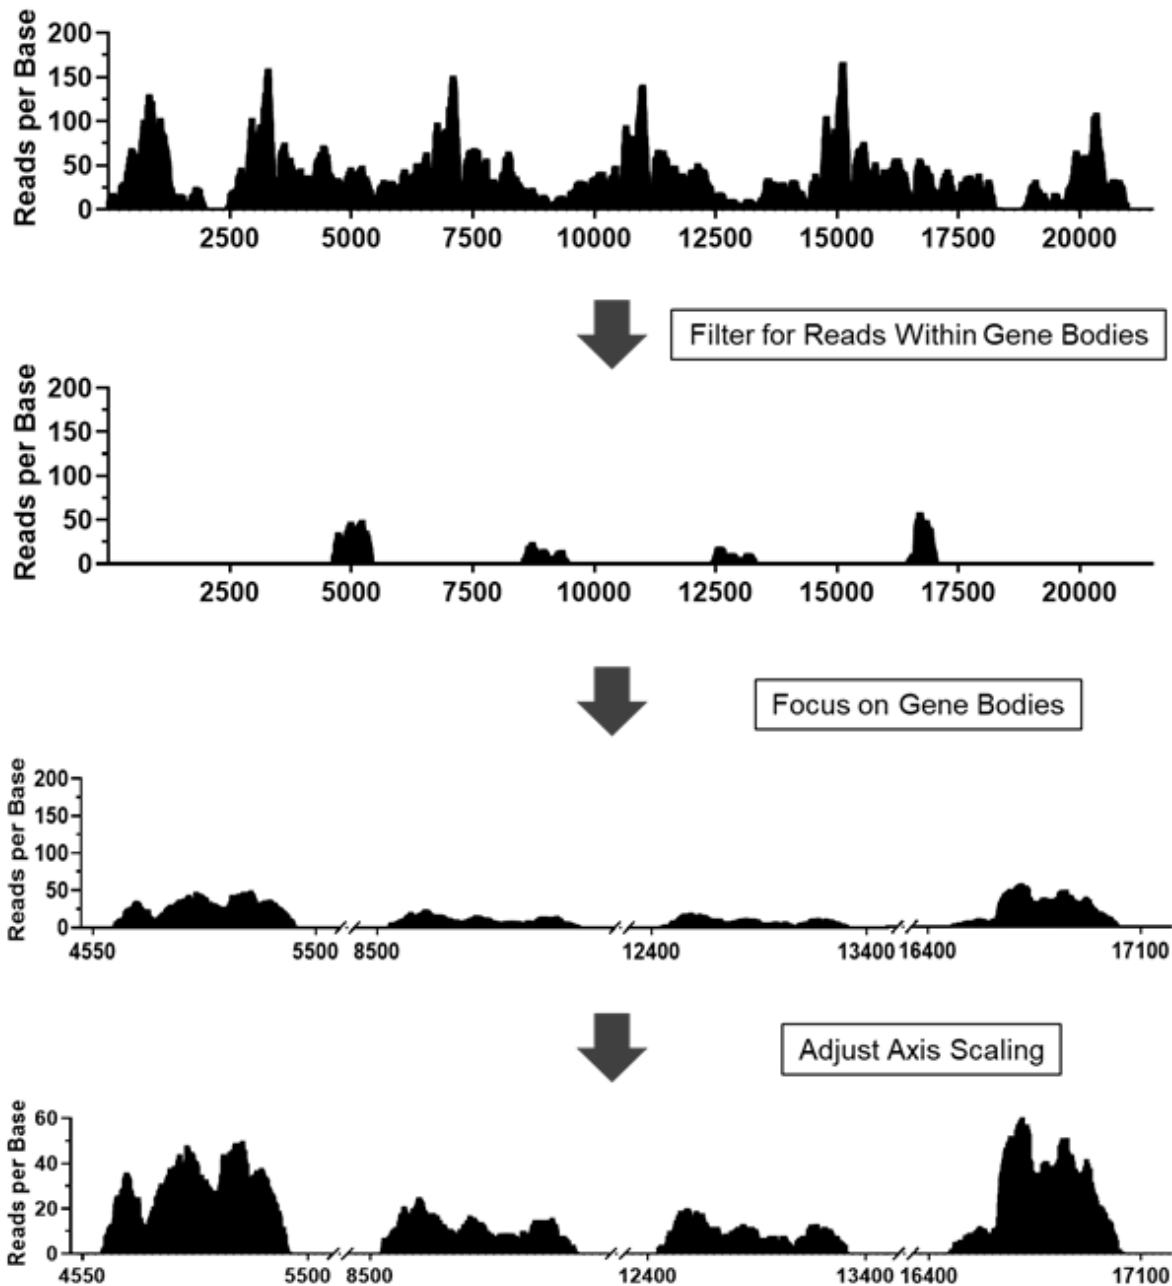 Reads per Base
200
150
100
50
0
2500 5000 7500 10000 12500 15000 17500 20000
Filter for Reads Within Gene Bodies
Reads per Base
200
150
100
50
0
2500 5000 7500 10000 12500 15000 17500 20000
Focus on Gene Bodies
Reads per Base
200
150
100
50
0
4550 5500 8500 12400 13400 16400 17100
Adjust Axis Scaling
Reads per Base
60
40
20
0
4550 5500 8500 12400 13400 16400 17100